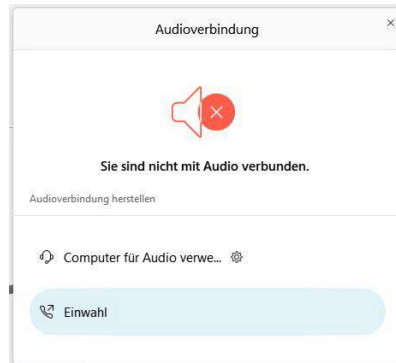 Audioverbindung
Sie sind nicht mit Audio verbunden.
Audioverbindung herstellen
Computer für Audio verwe...
Einwahl